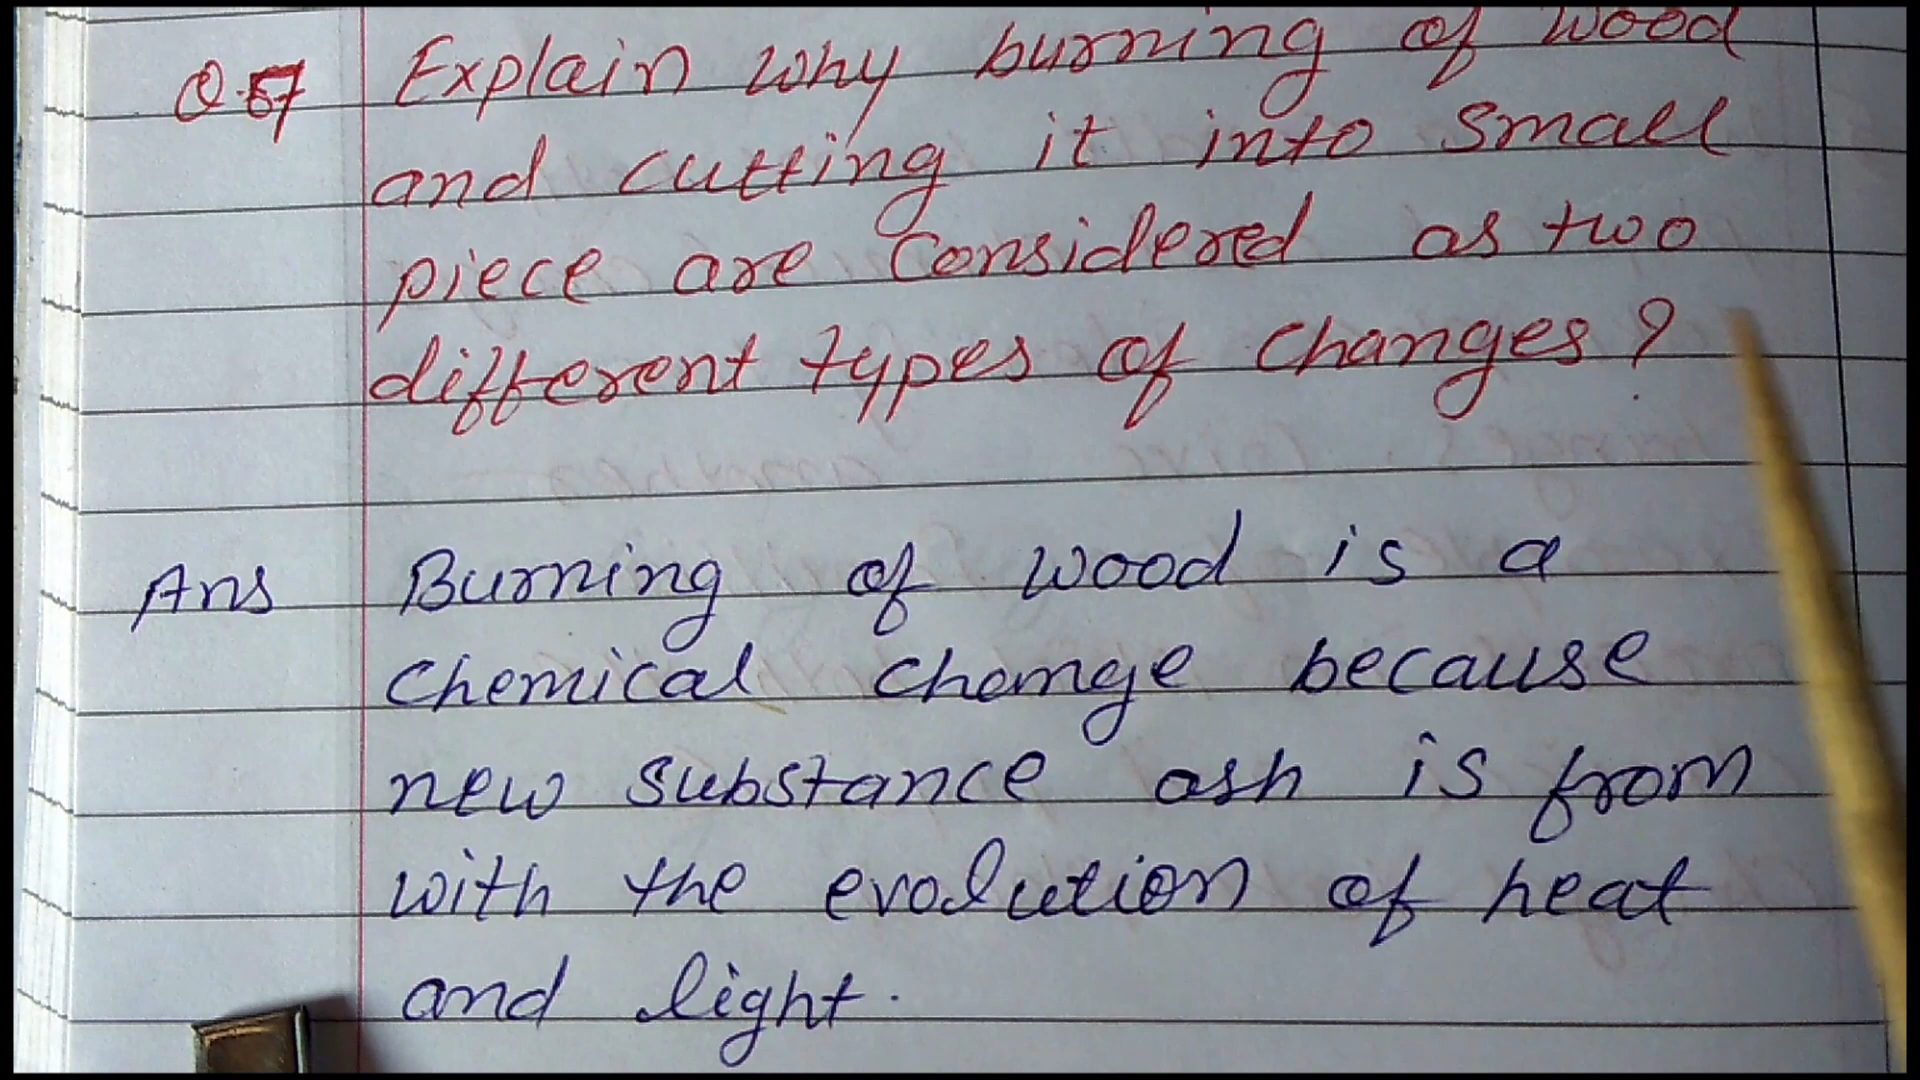 Q.57 Explain why burning of wood
and cutting it into small
piece are considered as two
different types of changes?
Ans Burning of wood is a
chemical change because
new substance ash is from
with the evolution of heat
and light.